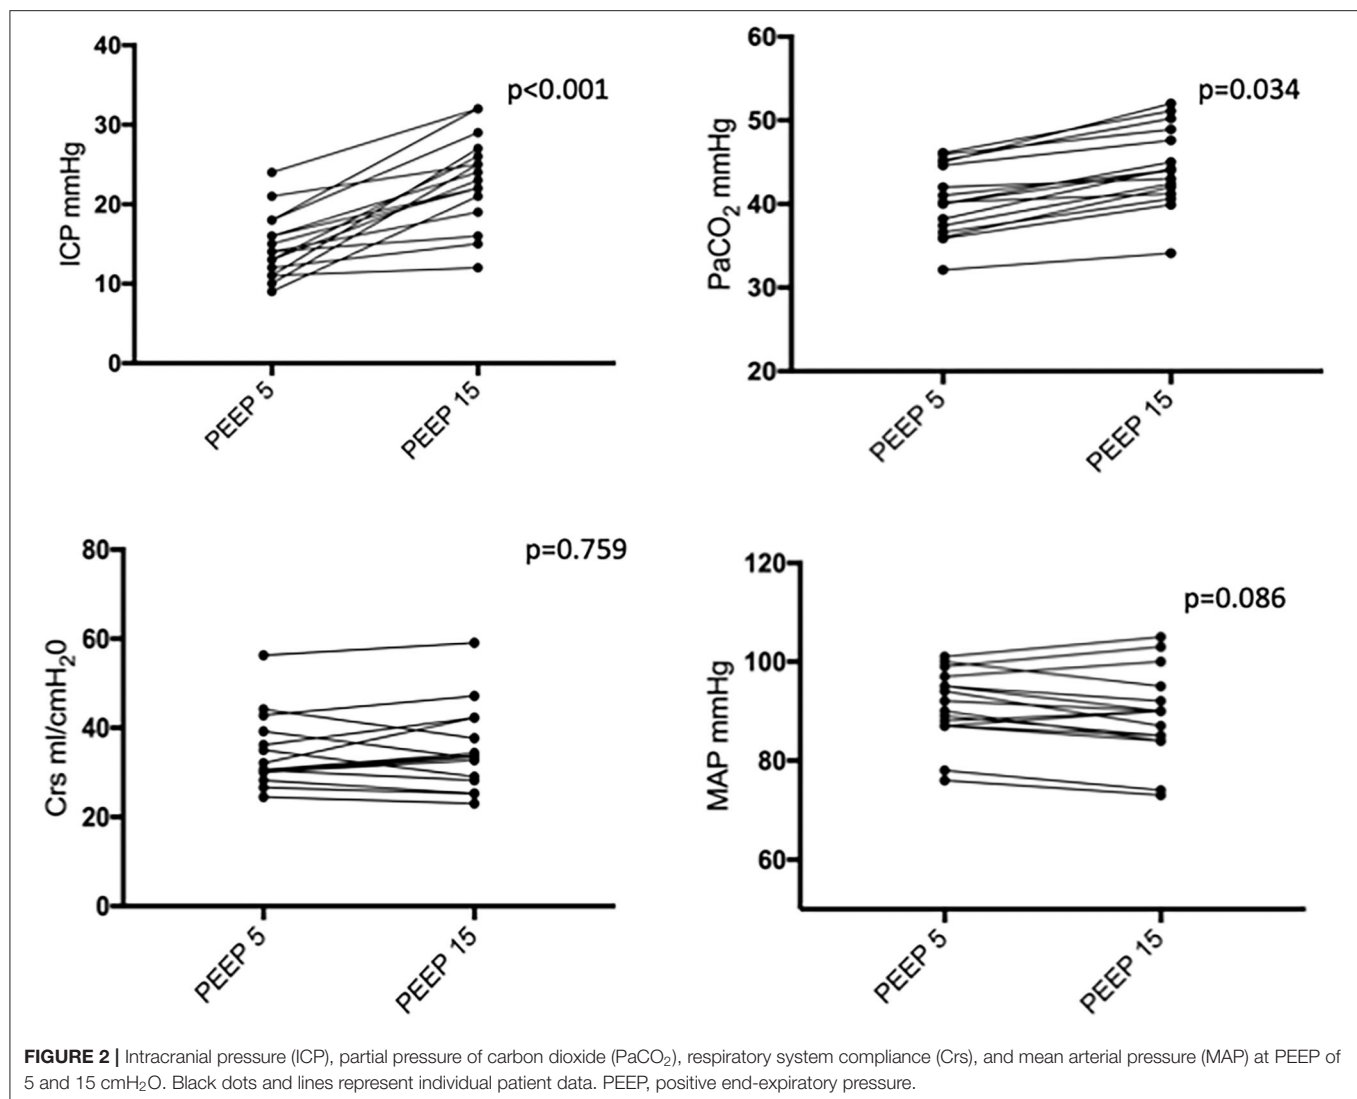 40
30
20
10
0
ICP mmHg
p<0.001
PEEP 5
PEEP 15
60
50
40
30
20
PaCO₂ mmHg
p=0.034
PEEP 5
PEEP 15
80
60
40
20
0
Crs ml/cmH₂0
p=0.759
PEEP 5
PEEP 15
120
100
80
60
MAP mmHg
p=0.086
PEEP 5
PEEP 15
FIGURE 2 | Intracranial pressure (ICP), partial pressure of carbon dioxide (PaCO₂), respiratory system compliance (Crs), and mean arterial pressure (MAP) at PEEP of
5 and 15 cmH₂O. Black dots and lines represent individual patient data. PEEP, positive end-expiratory pressure.